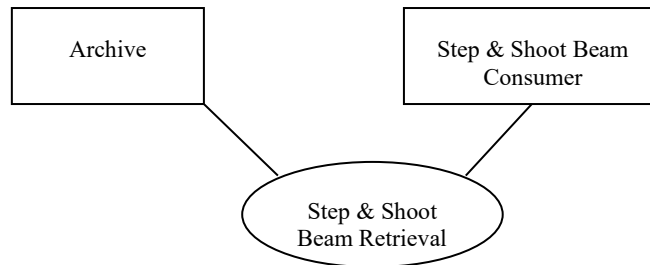 Archive
Step & Shoot Beam
Consumer
Step & Shoot
Beam Retrieval